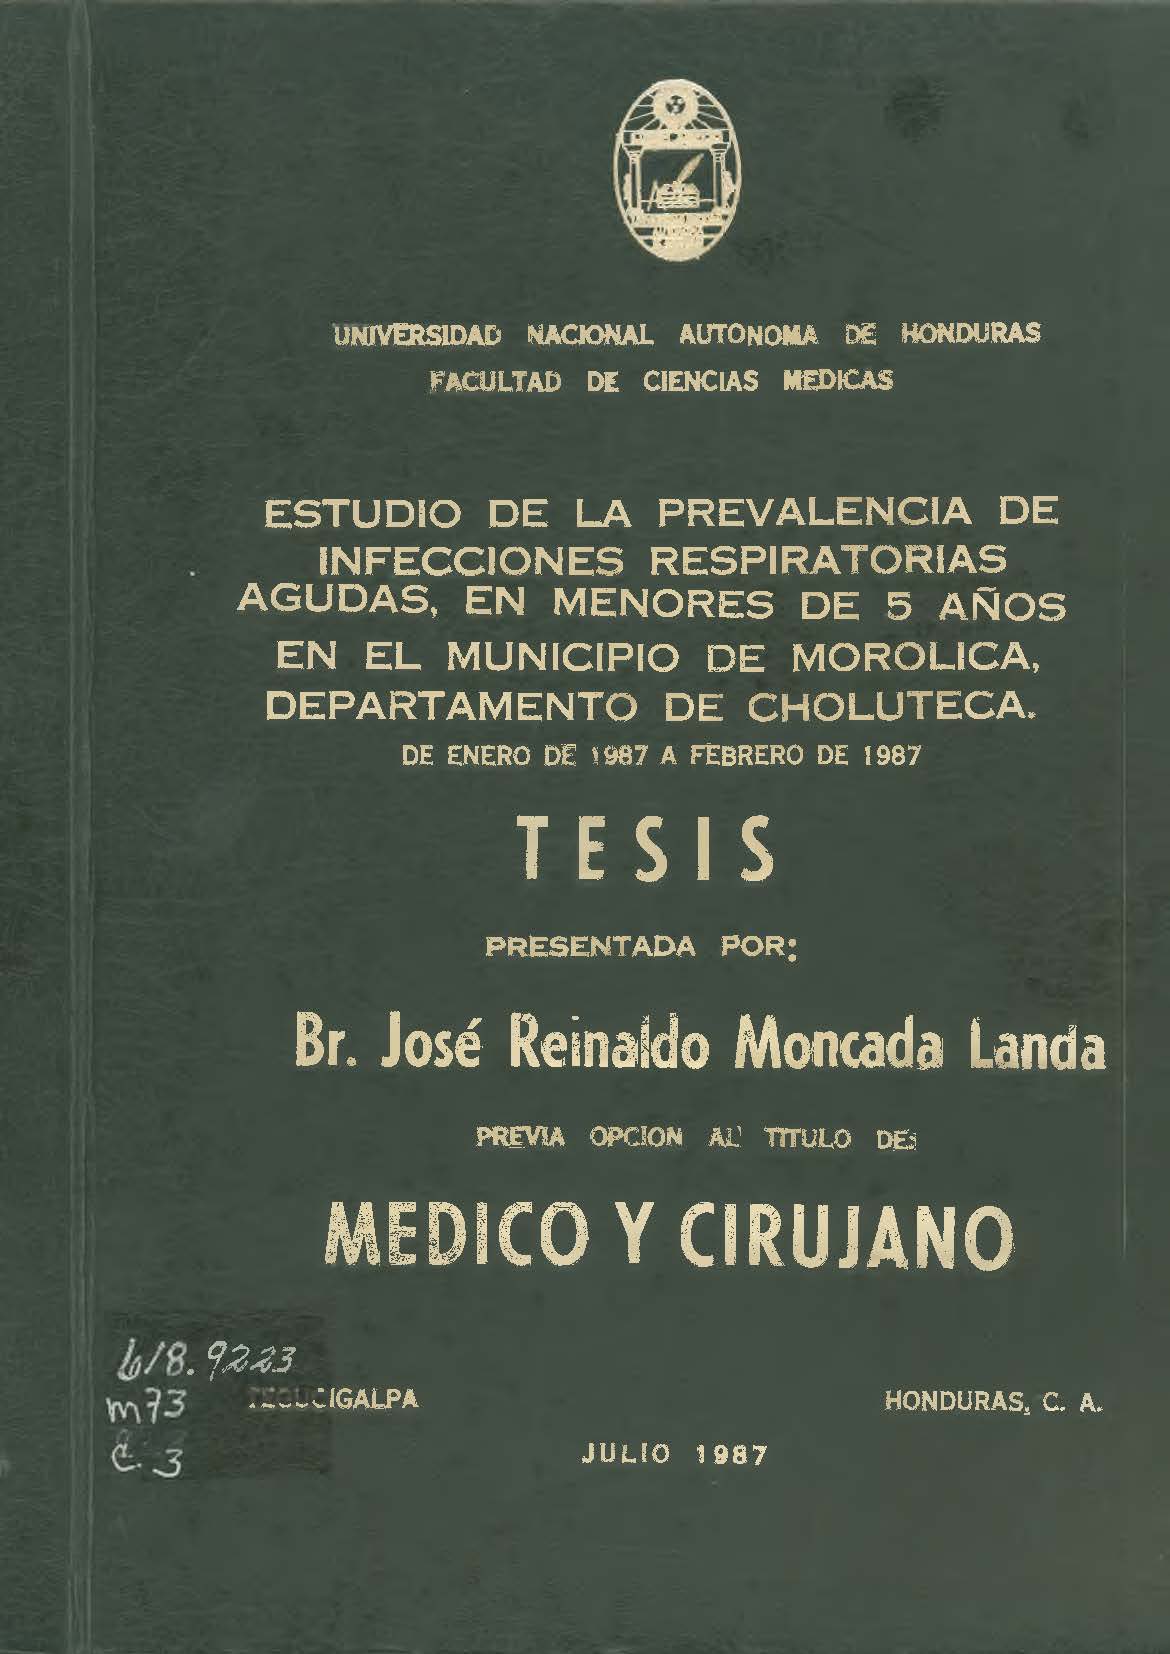 UNIVERSIDAD NACIONAL AUTONOMA DE HONDURAS
FACULTAD DE CIENCIAS MEDICAS
ESTUDIO DE LA PREVALENCIA DE
INFECCIONES RESPIRATORIAS
AGUDAS, EN MENORES DE 5 AÑOS
EN EL MUNICIPIO DE MOROLICA,
DEPARTAMENTO DE CHOLUTECA.
DE ENERO DE 1987 A FEBRERO DE 1987
TESIS
PRESENTADA POR:
Br. José Reinaldo Moncada Landa
PREVIA OPCION AL TITULO DE:
MEDICO Y CIRUJANO
618.9223
M73
C.3
TEGUCIGALPA HONDURAS, C. A.
JULIO 1987